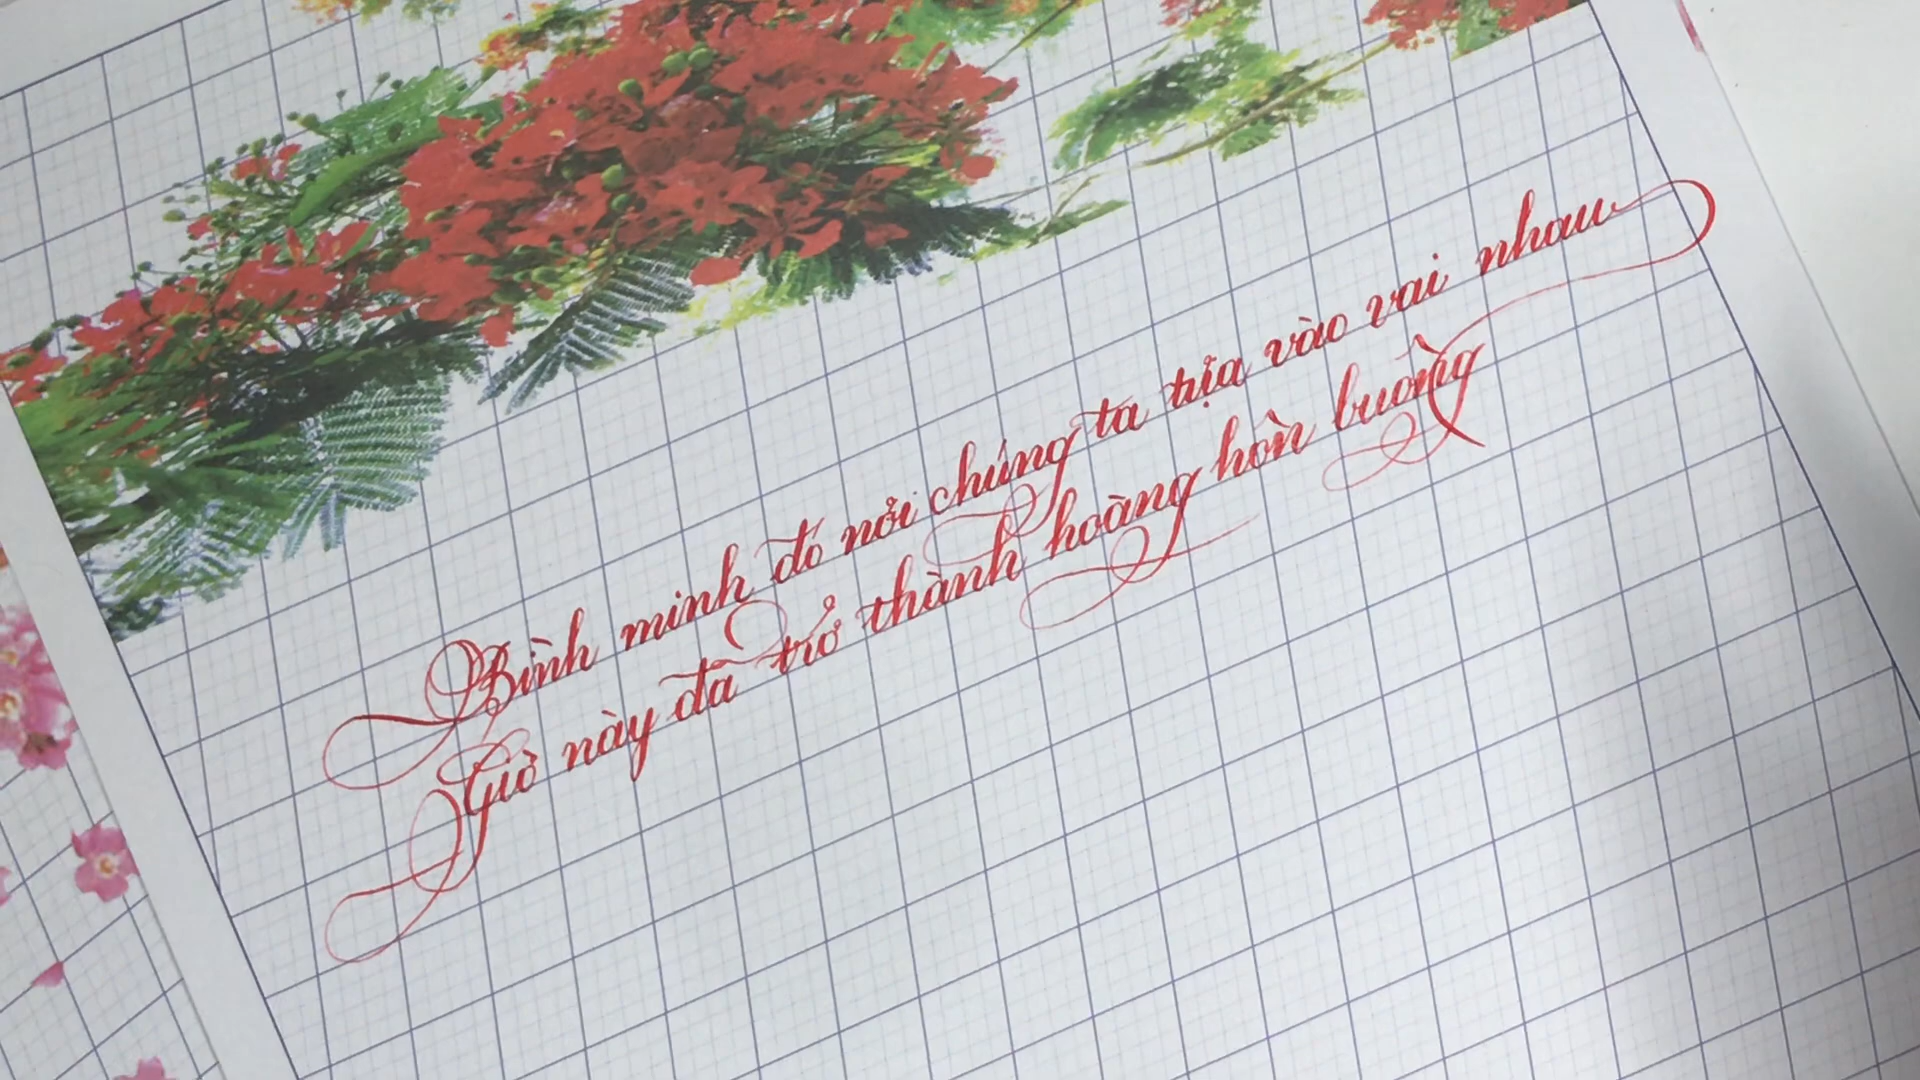 Bình minh đó nơi chúng ta tựa vào vai nhau
Giờ này đã trở thành hoàng hôn buông